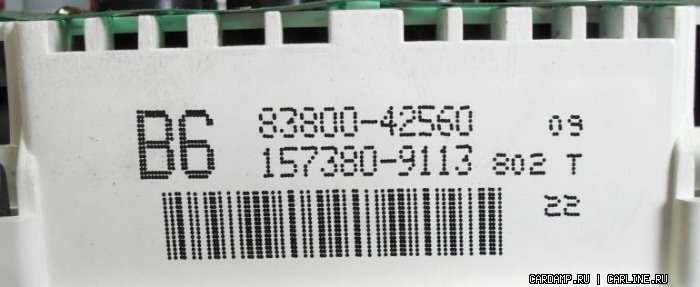 B6 83800-42560 09
157380-9113 802 T
22
CARDAMP.RU | CARLINE.RU